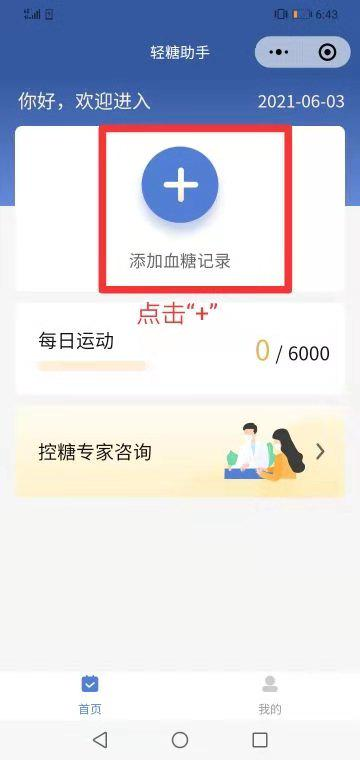 6:43
轻糖助手
你好，欢迎进入 2021-06-03
添加血糖记录
点击“+”
每日运动
0 / 6000
控糖专家咨询
首页 我的